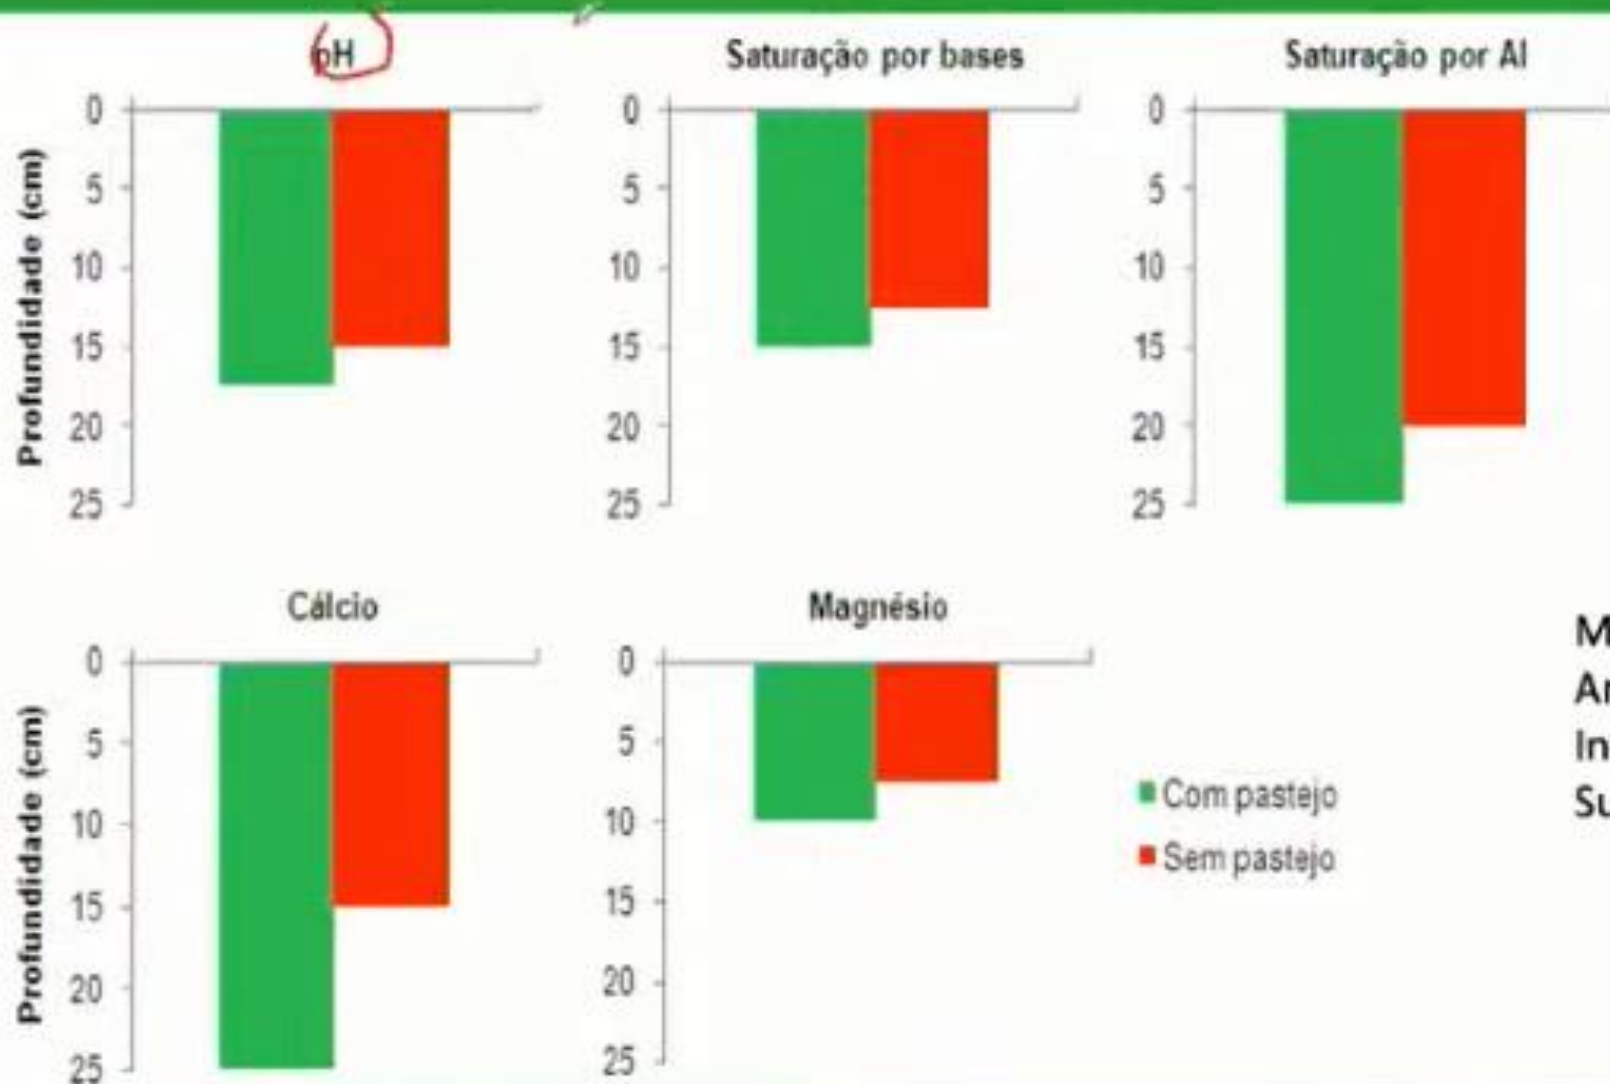 pH
Saturação por bases
Saturação por Al
Profundidade (cm)
0
5
10
15
20
25
0
5
10
15
20
25
0
5
10
15
20
25
Cálcio
Magnésio
Profundidade (cm)
0
5
10
15
20
25
0
5
10
15
20
25
Com pastejo
Sem pastejo
M
Ar
In
Su